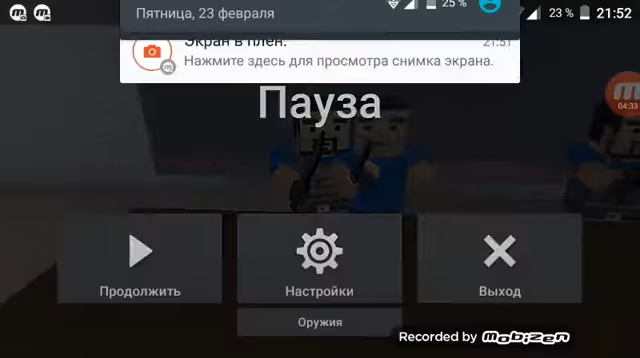 Пятница, 23 февраля
25 %
23 %
21:52
Экран в плен.
21:51
Нажмите здесь для просмотра снимка экрана.
04:33
Пауза
Продолжить
Настройки
Выход
Оружия
Recorded by MOBIZEN